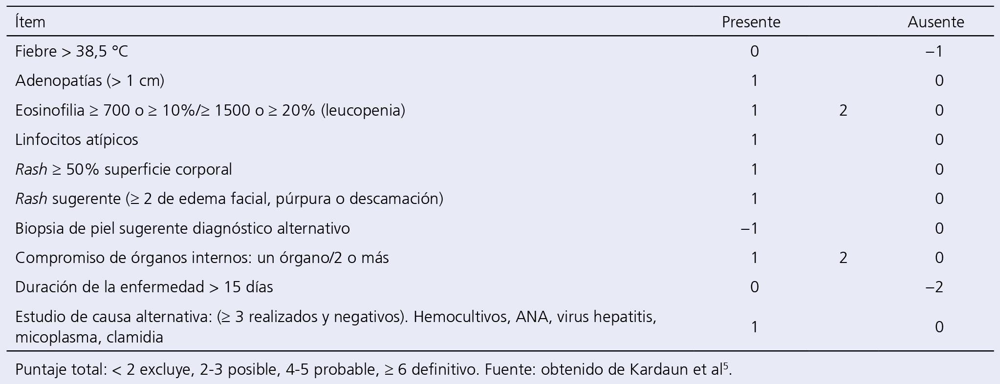 Ítem Presente Ausente
Fiebre > 38,5 °C 0 −1
Adenopatías (> 1 cm) 1 0
Eosinofilia ≥ 700 o ≥ 10%/≥ 1500 o ≥ 20% (leucopenia) 1 2 0
Linfocitos atípicos 1 0
Rash ≥ 50% superficie corporal 1 0
Rash sugerente (≥ 2 de edema facial, púrpura o descamación) 1 0
Biopsia de piel sugerente diagnóstico alternativo −1 0
Compromiso de órganos internos: un órgano/2 o más 1 2 0
Duración de la enfermedad > 15 días 0 −2
Estudio de causa alternativa: (≥ 3 realizados y negativos). Hemocultivos, ANA, virus hepatitis,
micoplasma, clamidia 1 0
Puntaje total: < 2 excluye, 2-3 posible, 4-5 probable, ≥ 6 definitivo. Fuente: obtenido de Kardaun et al⁵.